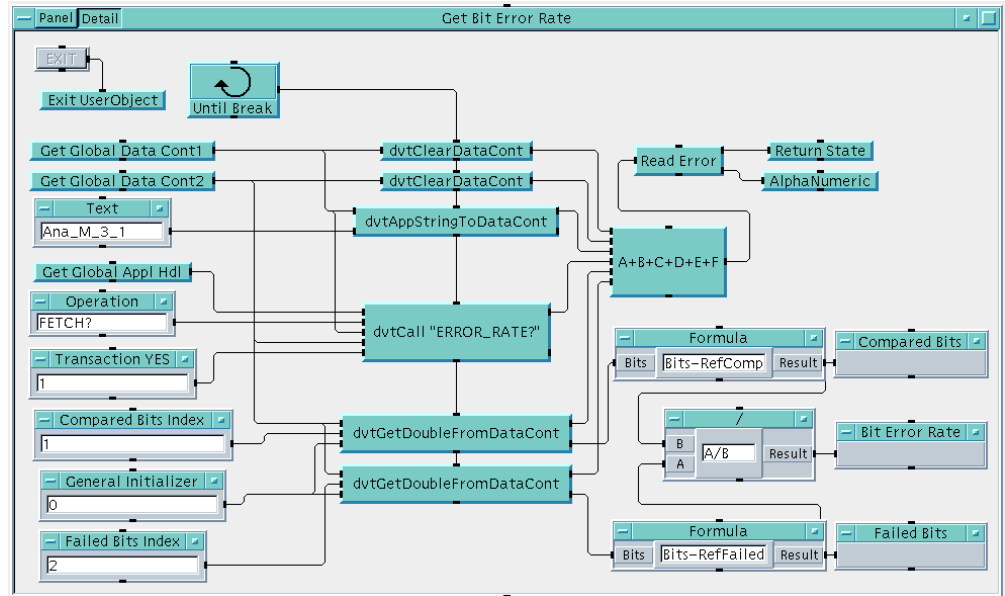 Panel Detail Get Bit Error Rate
EXIT
Exit UserObject
Until Break
Get Global Data Cont1
dvtClearDataCont
Read Error
Return State
Get Global Data Cont2
dvtClearDataCont
AlphaNumeric
Text
Ana_M_3_1
dvtAppStringToDataCont
A+B+C+D+E+F
Get Global Appl Hdl
Operation
FETCH?
dvtCall "ERROR_RATE?"
Formula
Bits Bits-RefComp Result
Compared Bits
Transaction YES
1
Compared Bits Index
1
dvtGetDoubleFromDataCont
/
B
A
A/B
Result
Bit Error Rate
General Initializer
0
dvtGetDoubleFromDataCont
Failed Bits Index
2
Formula
Bits Bits-RefFailed Result
Failed Bits